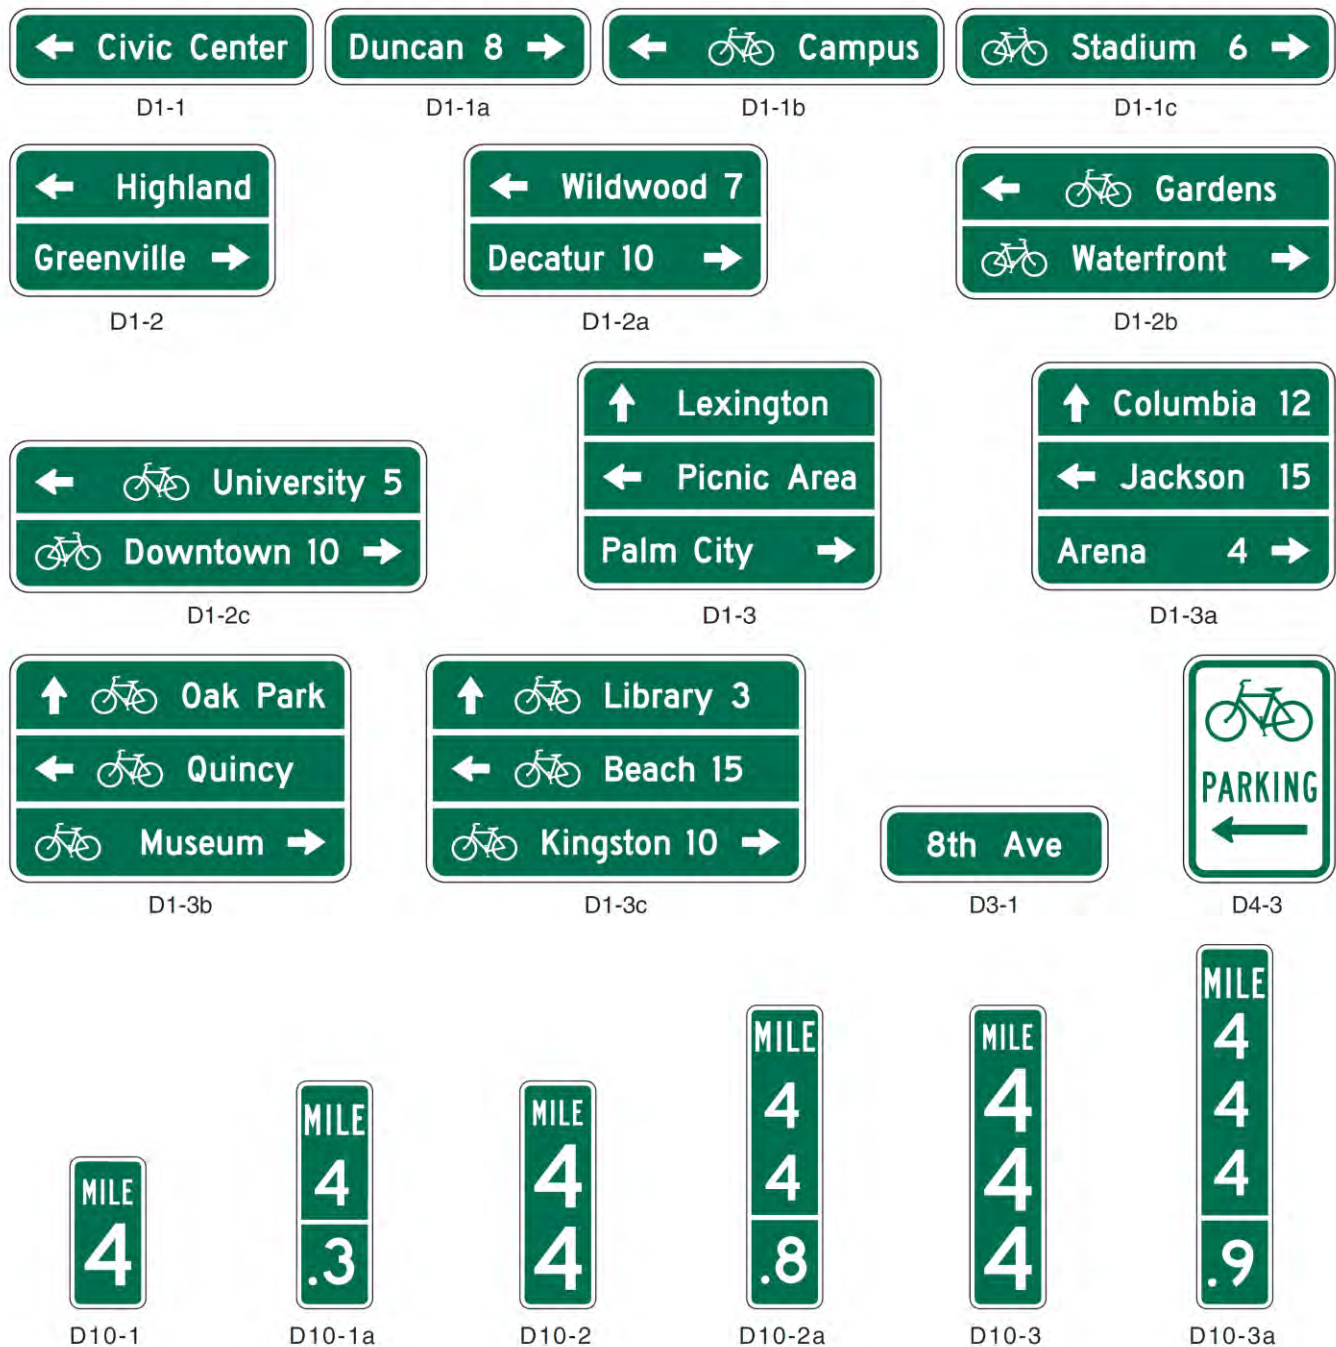 ← Civic Center
Duncan 8 →
← Campus
Stadium 6 →
D1-1
D1-1a
D1-1b
D1-1c
← Highland
Greenville →
← Wildwood 7
Decatur 10 →
← Gardens
Waterfront →
D1-2
D1-2a
D1-2b
← University 5
Downtown 10 →
↑ Lexington
← Picnic Area
Palm City →
↑ Columbia 12
← Jackson 15
Arena 4 →
D1-2c
D1-3
D1-3a
↑ Oak Park
← Quincy
Museum →
↑ Library 3
← Beach 15
Kingston 10 →
8th Ave
PARKING
←
D1-3b
D1-3c
D3-1
D4-3
MILE
4
MILE
4
.3
MILE
4
4
MILE
4
4
.8
MILE
4
4
4
MILE
4
4
4
.9
D10-1
D10-1a
D10-2
D10-2a
D10-3
D10-3a